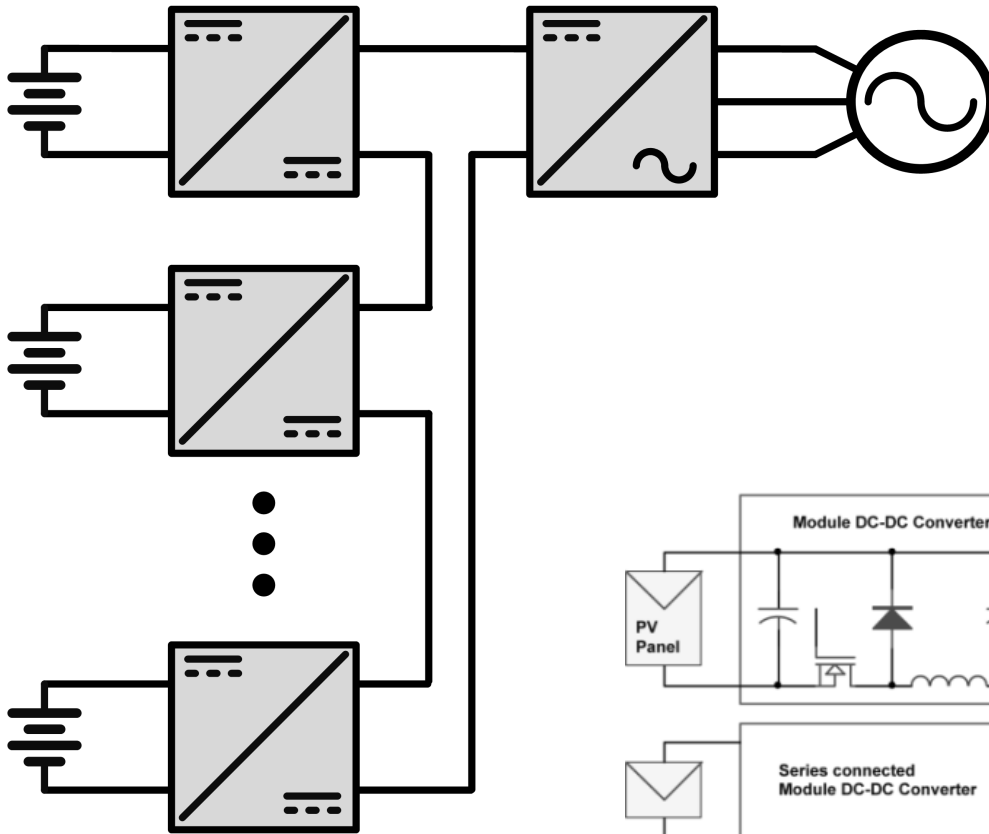 Module DC-DC Converter
PV
Panel
Series connected
Module DC-DC Converter